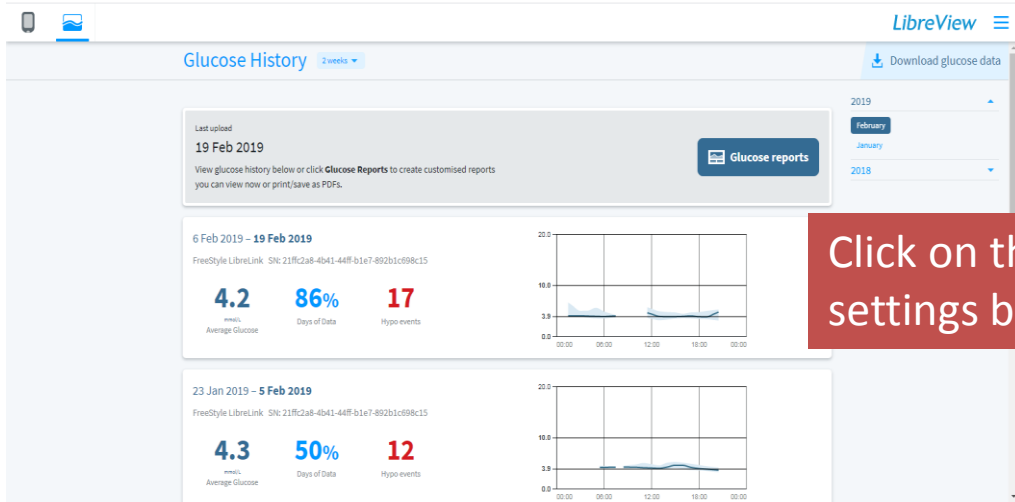 LibreView
Glucose History 2 weeks
Download glucose data
2019
February
January
2018
Last upload
19 Feb 2019
View glucose history below or click Glucose Reports to create customised reports
you can view now or print/save as PDFs.
Glucose reports
Click on th
settings b
6 Feb 2019 – 19 Feb 2019
FreeStyle LibreLink SN: 21ffc2a8-4b41-44ff-b1e7-892b1c698c15
4.2 86% 17
mmol/L
Average Glucose Days of Data Hypo events
20.0
10.0
3.9
0.0
00:00 06:00 12:00 18:00 00:00
23 Jan 2019 – 5 Feb 2019
FreeStyle LibreLink SN: 21ffc2a8-4b41-44ff-b1e7-892b1c698c15
4.3 50% 12
mmol/L
Average Glucose Days of Data Hypo events
20.0
10.0
3.9
0.0
00:00 06:00 12:00 18:00 00:00